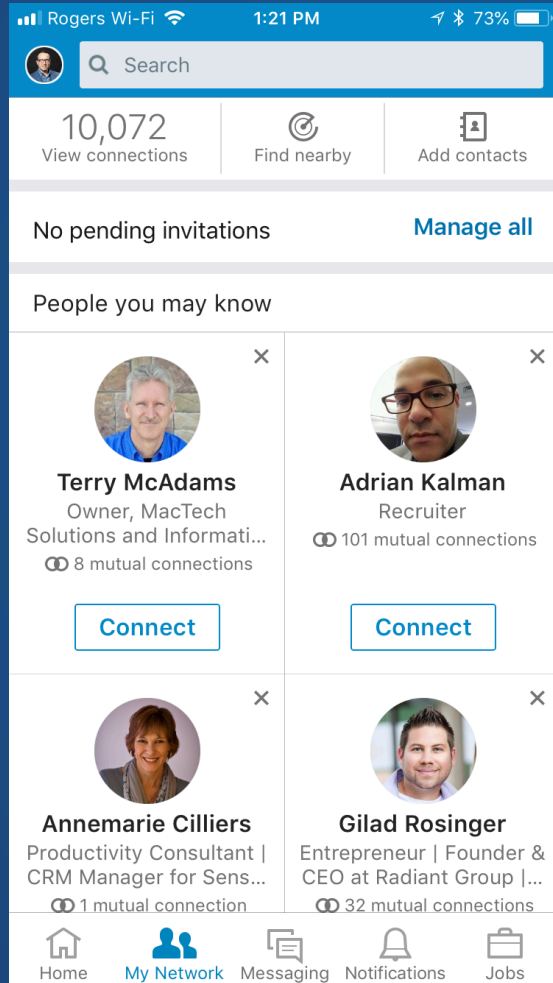 Rogers Wi-Fi 1:21 PM 73%
Search
10,072
View connections
Find nearby
Add contacts
No pending invitations
Manage all
People you may know
Terry McAdams
Owner, MacTech
Solutions and Informati...
8 mutual connections
Connect
Adrian Kalman
Recruiter
101 mutual connections
Connect
Annemarie Cilliers
Productivity Consultant |
CRM Manager for Sens...
1 mutual connection
Gilad Rosinger
Entrepreneur | Founder &
CEO at Radiant Group |...
32 mutual connections
Home
My Network
Messaging
Notifications
Jobs